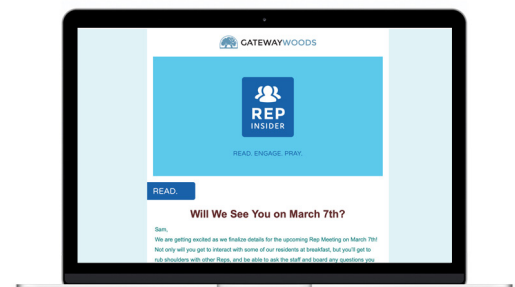 GATEWAYWOODS
REP
INSIDER
READ. ENGAGE. PRAY.
READ.
Will We See You on March 7th?
Sam,
We are getting excited as we finalize details for the upcoming Rep Meeting on March 7th!
Not only will you get to interact with some of our residents at breakfast, but you'll get to
rub shoulders with other Reps, and be able to ask the staff and board any questions you